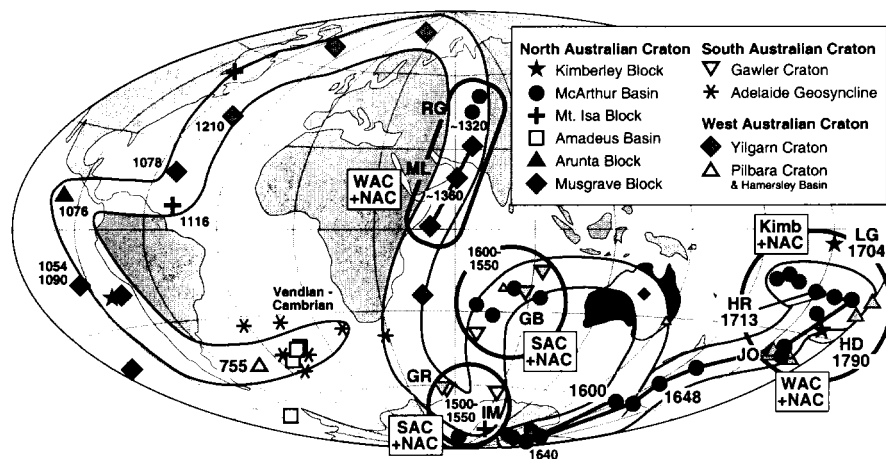 North Australian Craton
Kimberley Block
McArthur Basin
Mt. Isa Block
Amadeus Basin
Arunta Block
Musgrave Block
South Australian Craton
Gawler Craton
Adelaide Geosyncline
West Australian Craton
Yilgarn Craton
Pilbara Craton
& Hamersley Basin
RG
~1320
1210
1078
ML
WAC
+NAC
~1360
1076
1116
Kimb
+NAC
LG
1704
1600-
1550
1054
1090
Vendian -
Cambrian
HR
1713
GB
SAC
+NAC
HD
1790
JO
755
GR
1600
1648
WAC
+NAC
1500-
1550
IM
SAC
+NAC
1640